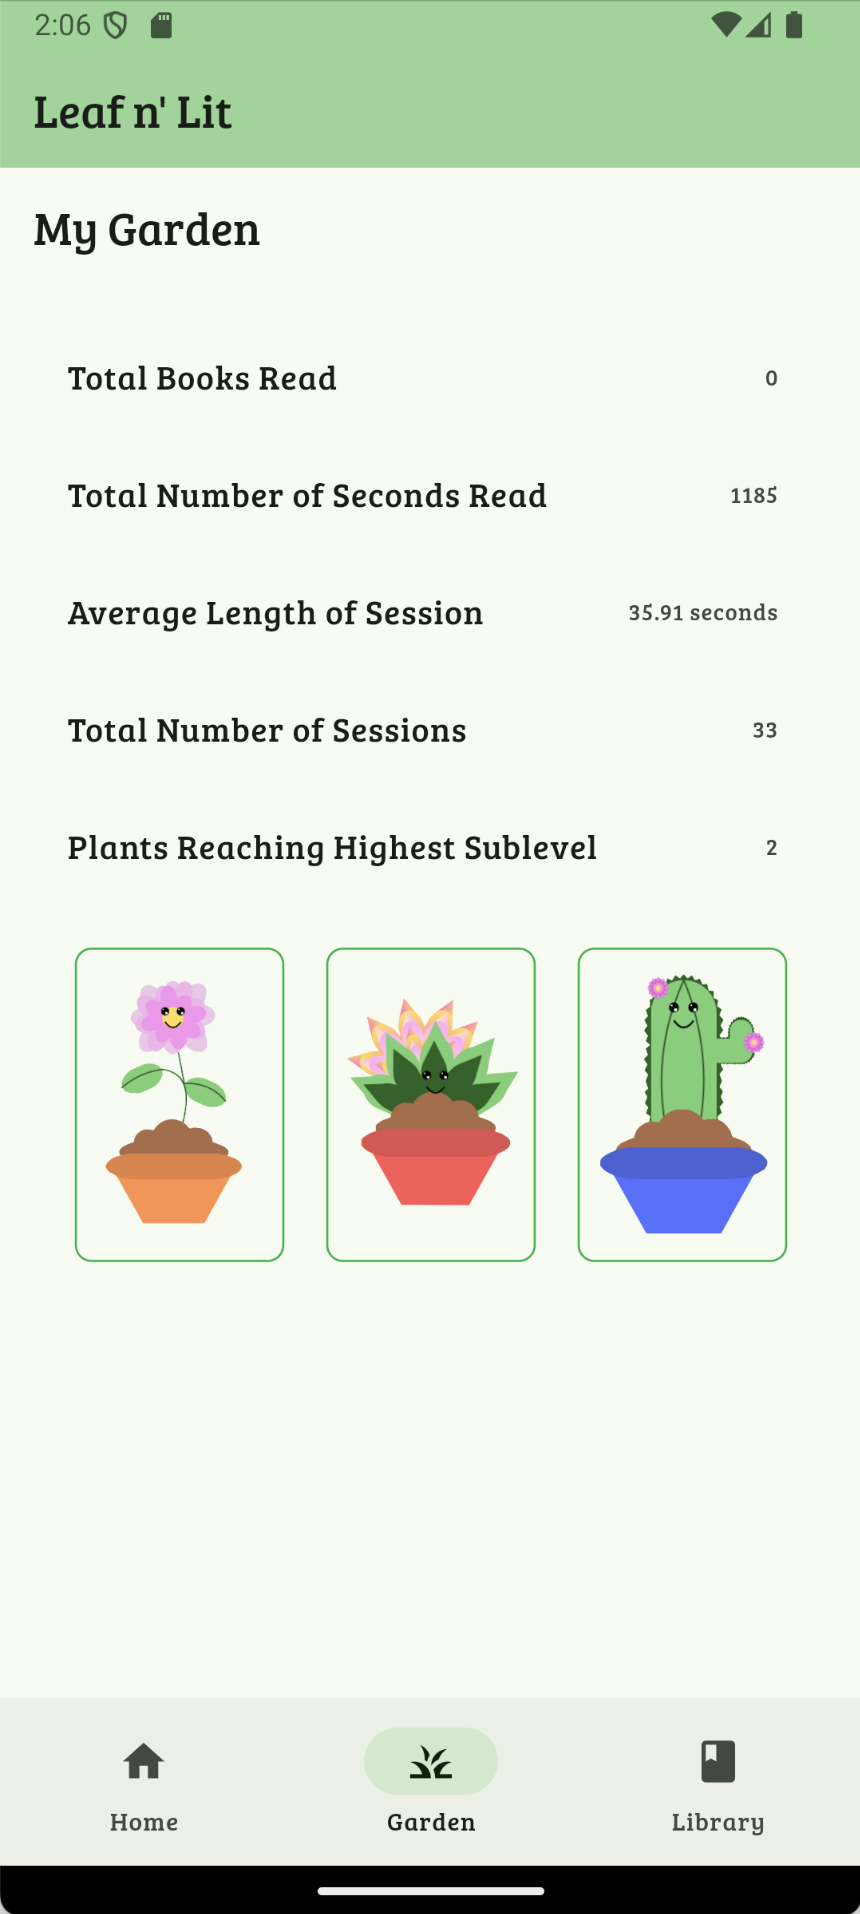 2:06
Leaf n' Lit
My Garden
Total Books Read 0
Total Number of Seconds Read 1185
Average Length of Session 35.91 seconds
Total Number of Sessions 33
Plants Reaching Highest Sublevel 2
Home Garden Library